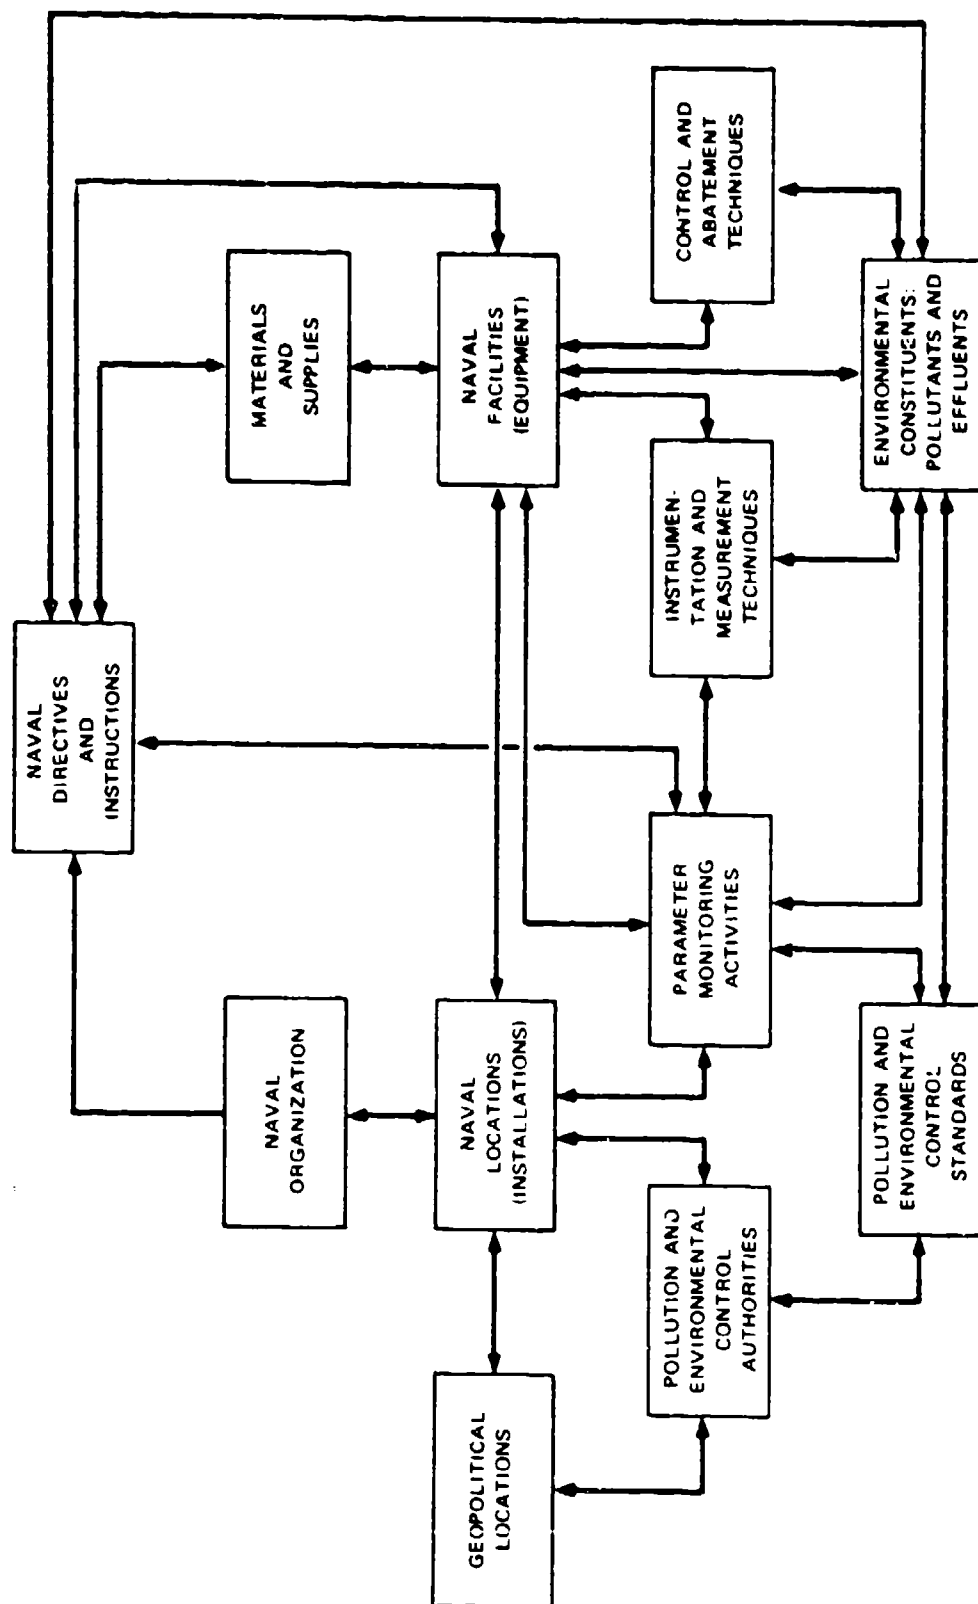 NAVAL
DIRECTIVES
AND
INSTRUCTIONS
NAVAL
ORGANIZATION
MATERIALS
AND
SUPPLIES
GEOPOLITICAL
LOCATIONS
NAVAL
LOCATIONS
(INSTALLATIONS)
NAVAL
FACILITIES
(EQUIPMENT)
POLLUTION AND
ENVIRONMENTAL
CONTROL
AUTHORITIES
PARAMETER
MONITORING
ACTIVITIES
INSTRUMEN-
TATION AND
MEASUREMENT
TECHNIQUES
CONTROL AND
ABATEMENT
TECHNIQUES
POLLUTION AND
ENVIRONMENTAL
CONTROL
STANDARDS
ENVIRONMENTAL
CONSTITUENTS:
POLLUTANTS AND
EFFLUENTS